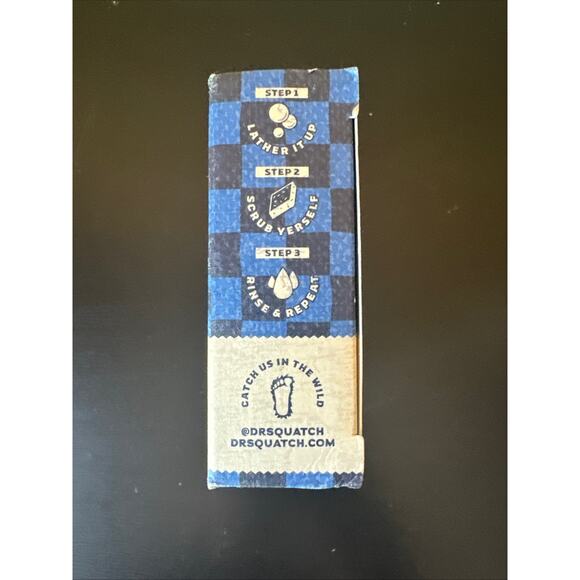 STEP 1
LATHER IT UP
STEP 2
SCRUB YERSELF
STEP 3
RINSE & REPEAT
CATCH US IN THE WILD
@DRSQUATCH
DRSQUATCH.COM